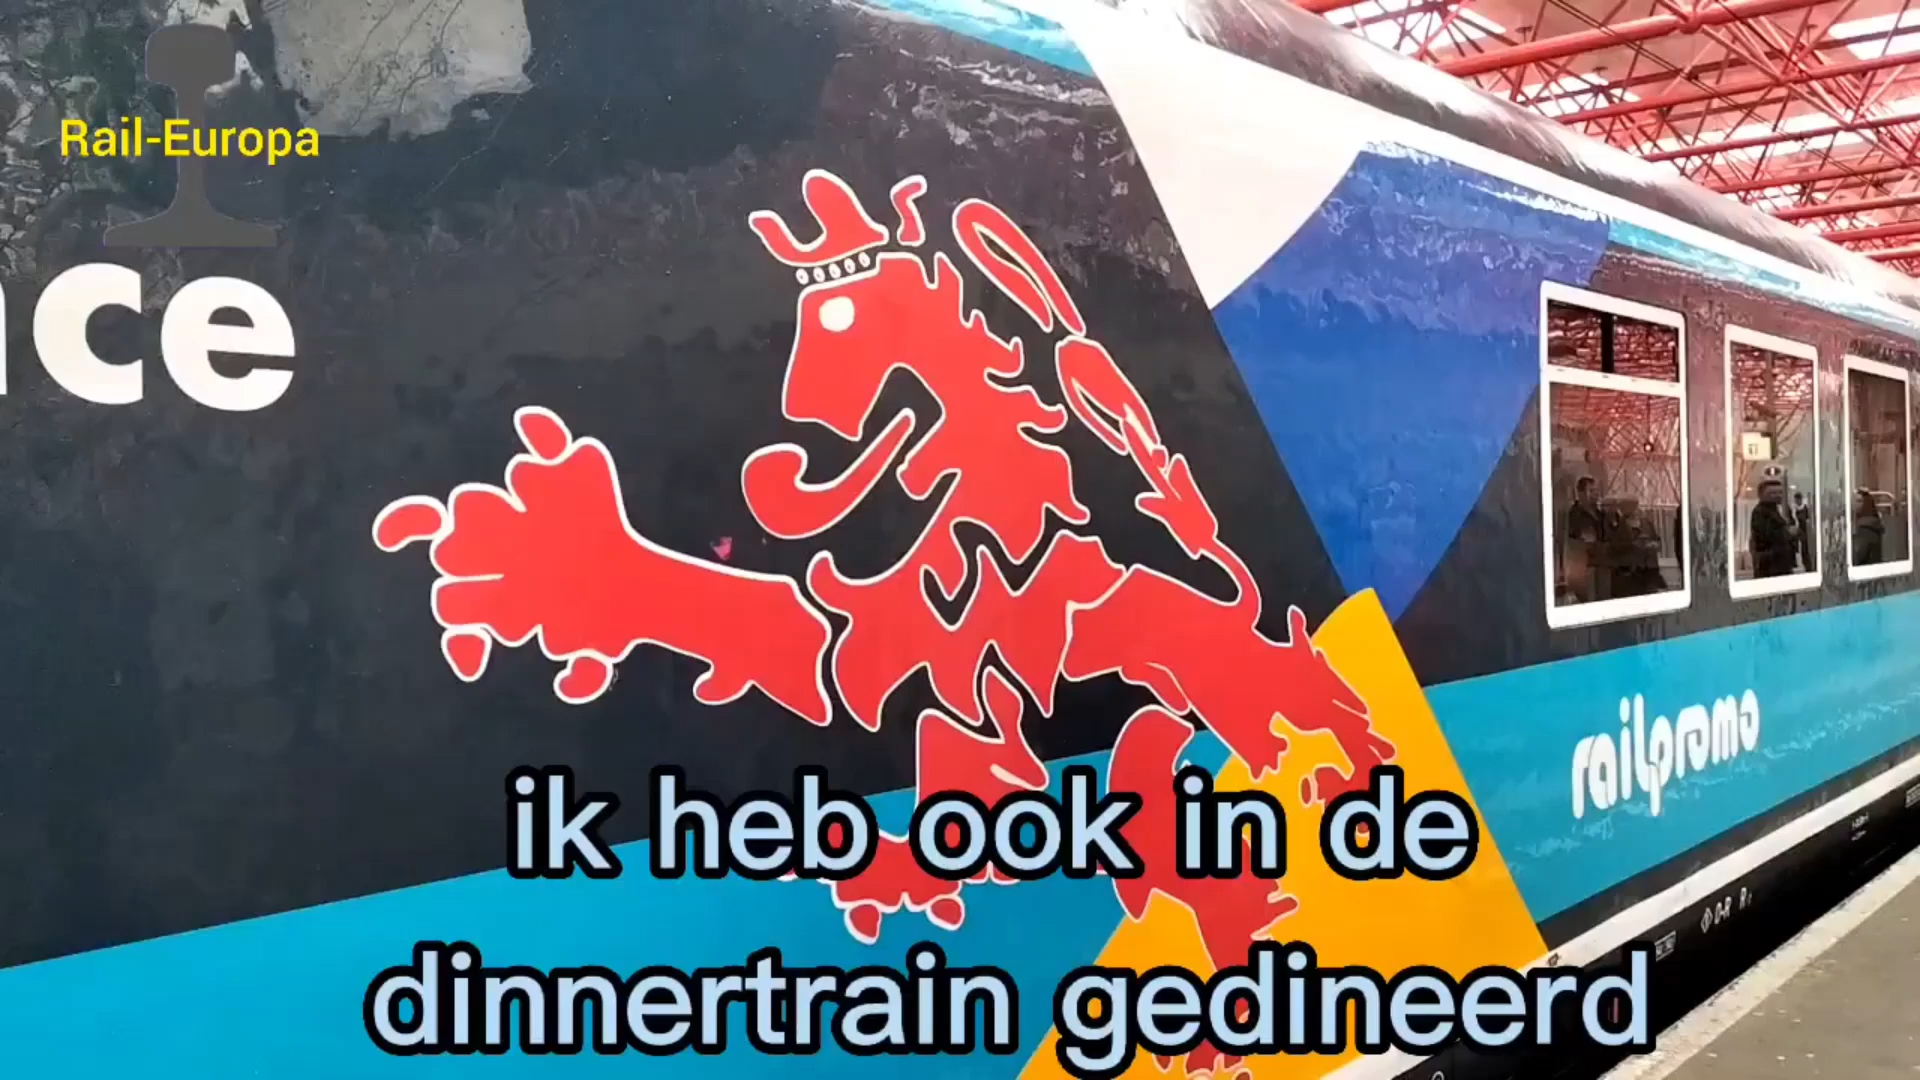 Rail-Europa
ce
railpromo
ik heb ook in de
dinnertrain gedineerd